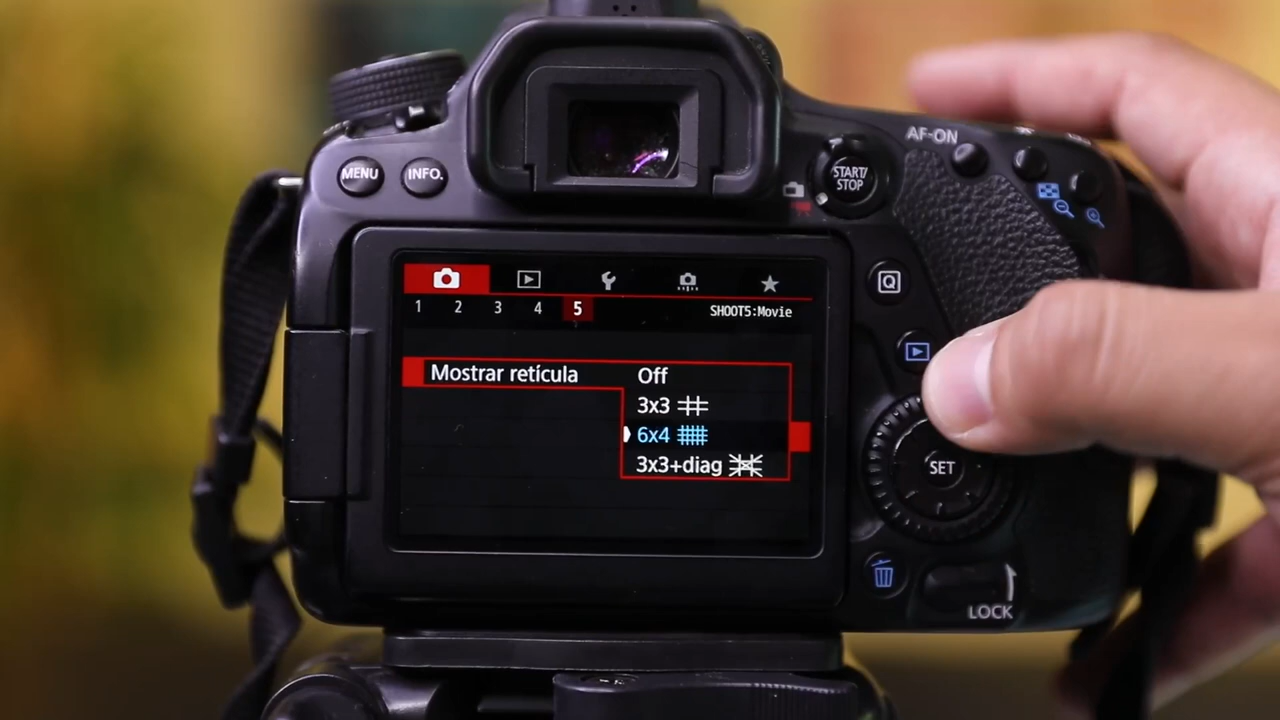 AF-ON
MENU
INFO.
START/
STOP
Q
1 2 3 4 5
SHOOT5:Movie
Mostrar retícula
Off
3x3
6x4
3x3+diag
SET
LOCK